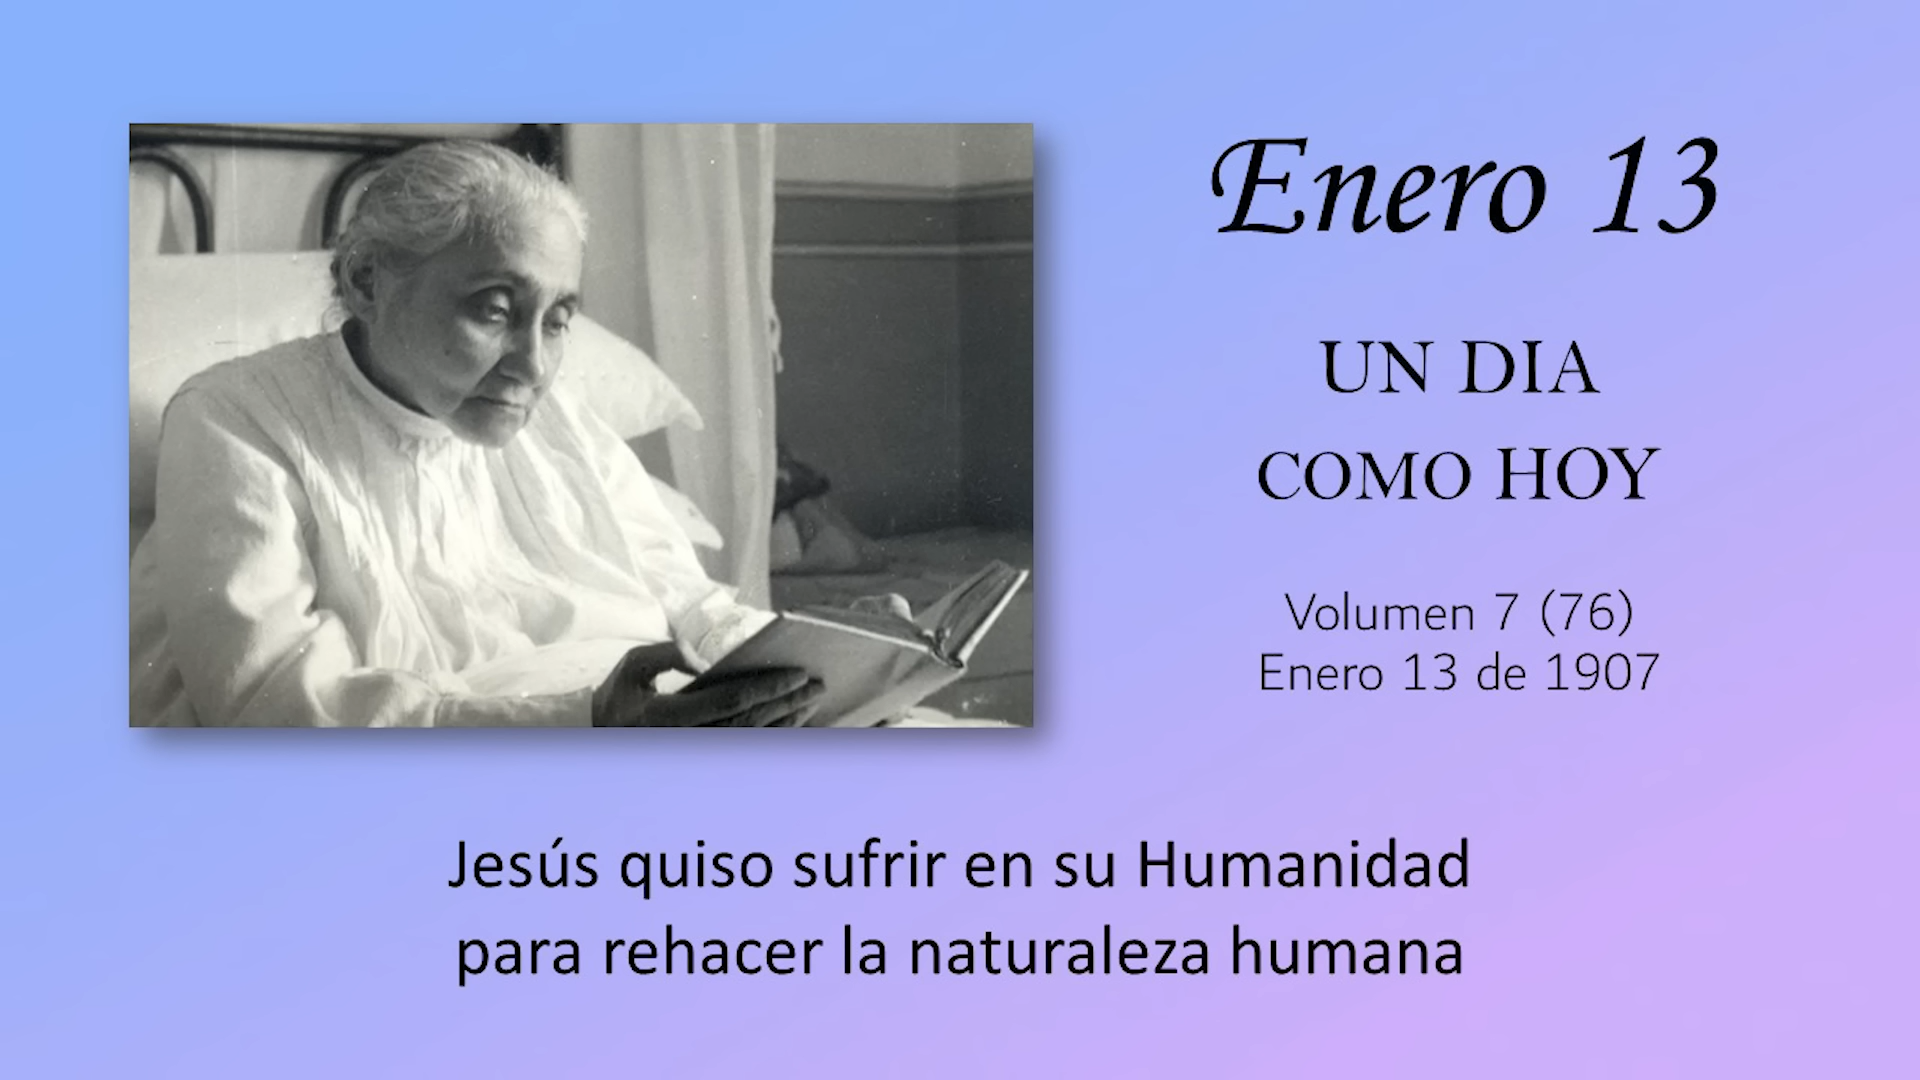 Enero 13
UN DIA
COMO HOY
Volumen 7 (76)
Enero 13 de 1907
Jesús quiso sufrir en su Humanidad
para rehacer la naturaleza humana